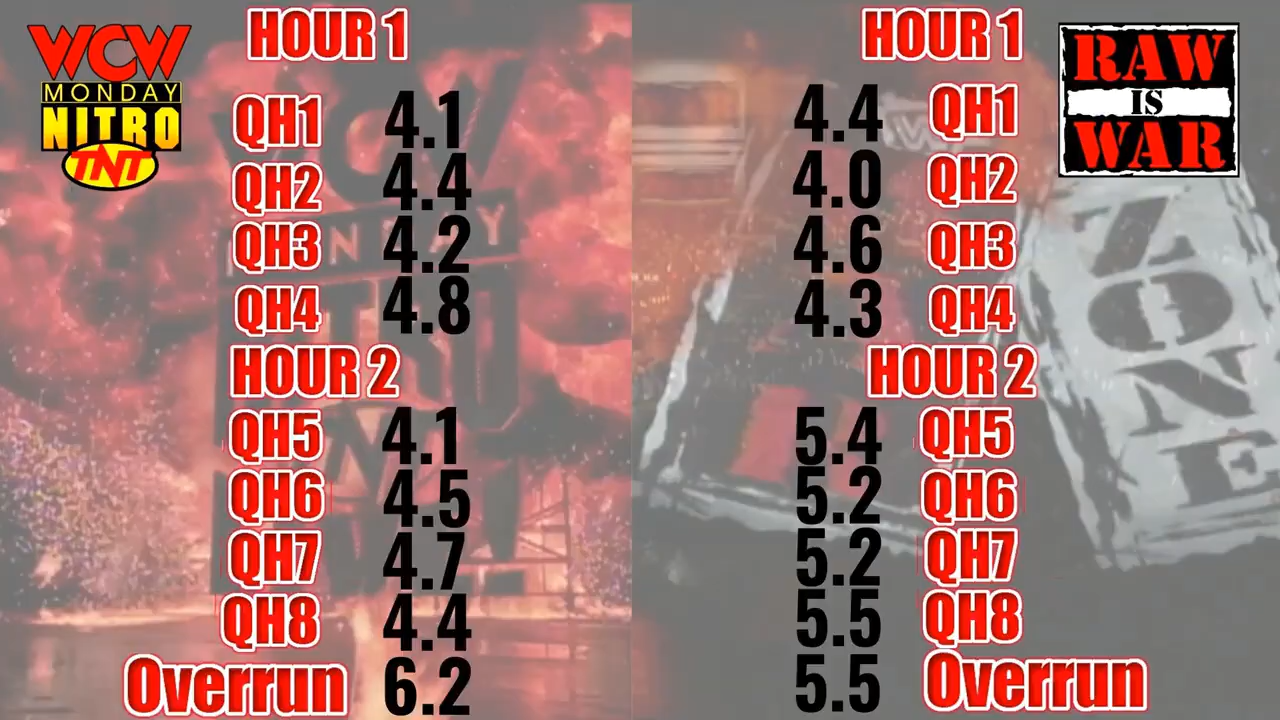 WCW
MONDAY
NITRO
TNT
HOUR 1
QH1 4.1
QH2 4.4
QH3 4.2
QH4 4.8
HOUR 2
QH5 4.1
QH6 4.5
QH7 4.7
QH8 4.4
Overrun 6.2
HOUR 1
RAW
IS
WAR
4.4 QH1
4.0 QH2
4.6 QH3
4.3 QH4
HOUR 2
5.4 QH5
5.2 QH6
5.2 QH7
5.5 QH8
5.5 Overrun
ZONE